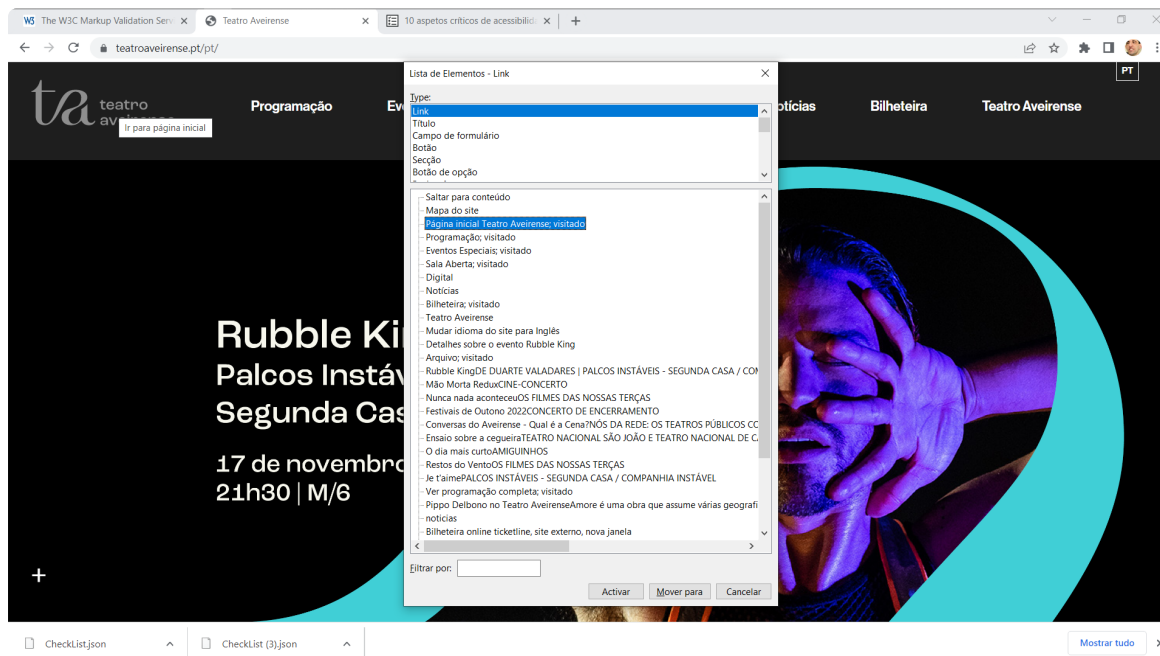 The W3C Markup Validation Serv
Teatro Aveirense
10 aspetos críticos de acessibilid
teatroaveirense.pt/pt/
PT
ta teatro
Programação
Ev
otícias
Bilheteira
Teatro Aveirense
Ir para página inicial
Lista de Elementos - Link
Type:
Link
Título
Campo de formulário
Botão
Secção
Botão de opção
Saltar para conteúdo
Mapa do site
Página inicial Teatro Aveirense; visitado
Programação; visitado
Eventos Especiais; visitado
Sala Aberta; visitado
Digital
Notícias
Bilheteira; visitado
Teatro Aveirense
Mudar idioma do site para Inglês
Detalhes sobre o evento Rubble King
Arquivo; visitado
Rubble KingDE DUARTE VALADARES | PALCOS INSTÁVEIS - SEGUNDA CASA / COM
Mão Morta ReduxCINE-CONCERTO
Nunca nada aconteceuOS FILMES DAS NOSSAS TERÇAS
Festivais de Outono 2022CONCERTO DE ENCERRAMENTO
Conversas do Aveirense - Qual é a Cena?NÓS DA REDE: OS TEATROS PÚBLICOS CO
Ensaio sobre a cegueiraTEATRO NACIONAL SÃO JOÃO E TEATRO NACIONAL DE CA
O dia mais curtoAMIGUINHOS
Restos do VentoOS FILMES DAS NOSSAS TERÇAS
Je t'aimePALCOS INSTÁVEIS - SEGUNDA CASA / COMPANHIA INSTÁVEL
Ver programação completa; visitado
Pippo Delbono no Teatro AveirenseAmore é uma obra que assume várias geografi
noticias
Bilheteira online ticketline, site externo, nova janela
Filtrar por:
Activar
Mover para
Cancelar
Rubble Ki
Palcos Instáv
Segunda Cas
17 de novembro
21h30 | M/6
CheckList.json
CheckList (3).json
Mostrar tudo